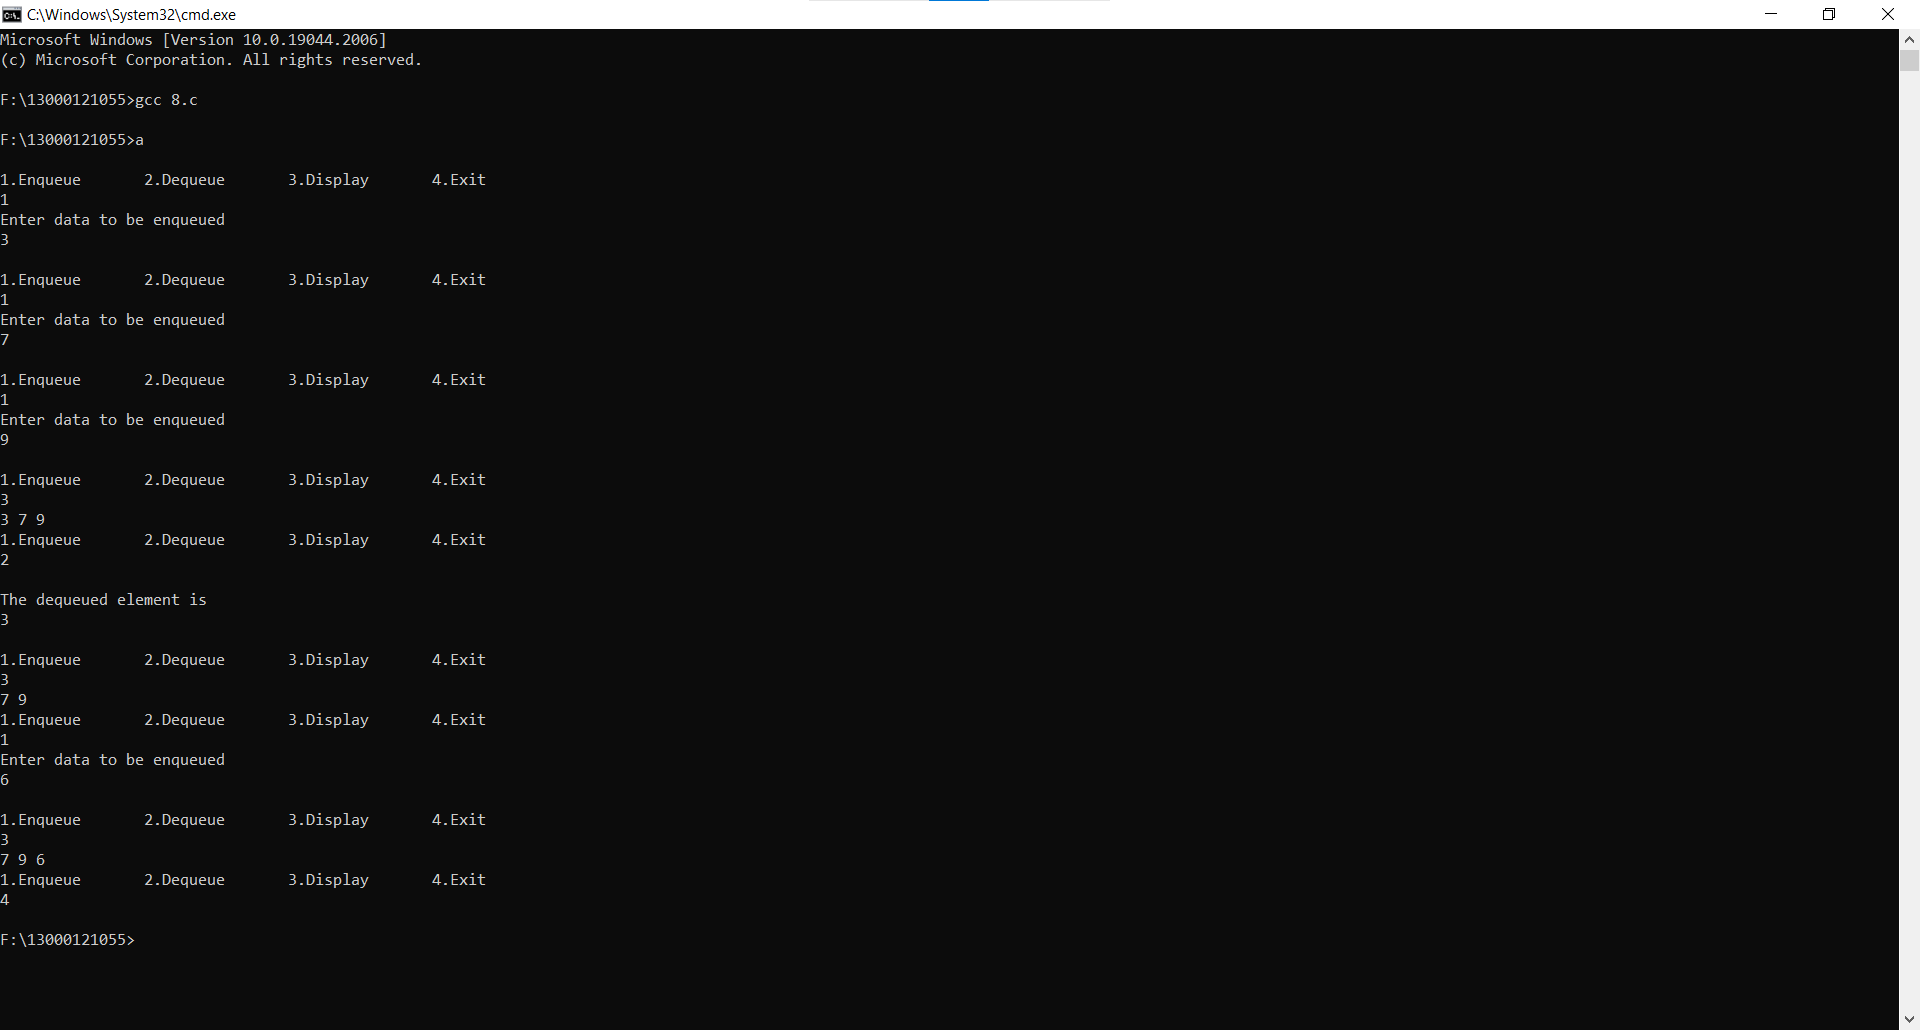 C:\Windows\System32\cmd.exe
Microsoft Windows [Version 10.0.19044.2006]
(c) Microsoft Corporation. All rights reserved.
F:\13000121055>gcc 8.c
F:\13000121055>a
1.Enqueue       2.Dequeue       3.Display       4.Exit
1
Enter data to be enqueued
3
1.Enqueue       2.Dequeue       3.Display       4.Exit
1
Enter data to be enqueued
7
1.Enqueue       2.Dequeue       3.Display       4.Exit
1
Enter data to be enqueued
9
1.Enqueue       2.Dequeue       3.Display       4.Exit
3
3 7 9
1.Enqueue       2.Dequeue       3.Display       4.Exit
2
The dequeued element is
3
1.Enqueue       2.Dequeue       3.Display       4.Exit
3
7 9
1.Enqueue       2.Dequeue       3.Display       4.Exit
1
Enter data to be enqueued
6
1.Enqueue       2.Dequeue       3.Display       4.Exit
3
7 9 6
1.Enqueue       2.Dequeue       3.Display       4.Exit
4
F:\13000121055>